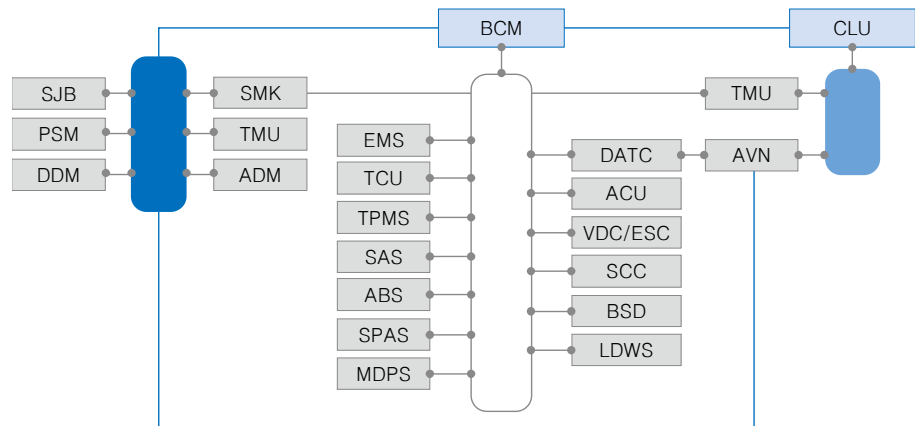 BCM
CLU
SJB
SMK
TMU
PSM
TMU
EMS
DDM
ADM
TCU
DATC
AVN
TPMS
ACU
SAS
VDC/ESC
ABS
SCC
SPAS
BSD
MDPS
LDWS